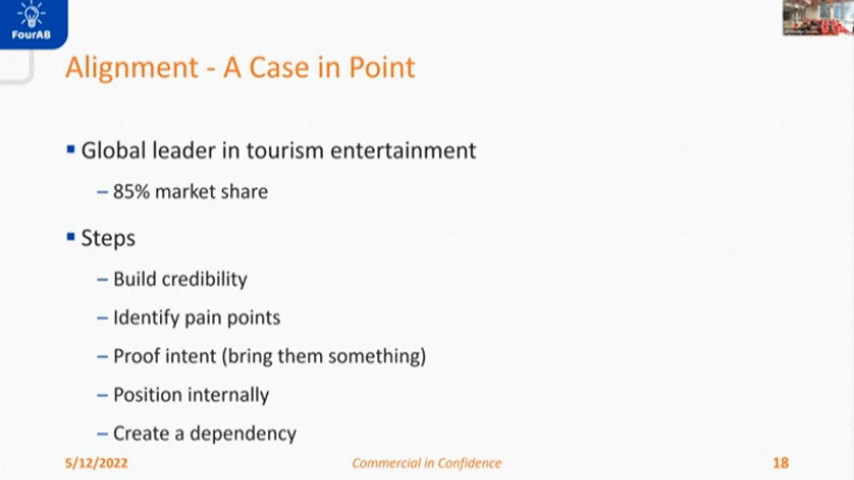 FourAB
Alignment - A Case in Point
Global leader in tourism entertainment
– 85% market share
Steps
– Build credibility
– Identify pain points
– Proof intent (bring them something)
– Position internally
– Create a dependency
5/12/2022
Commercial in Confidence
18